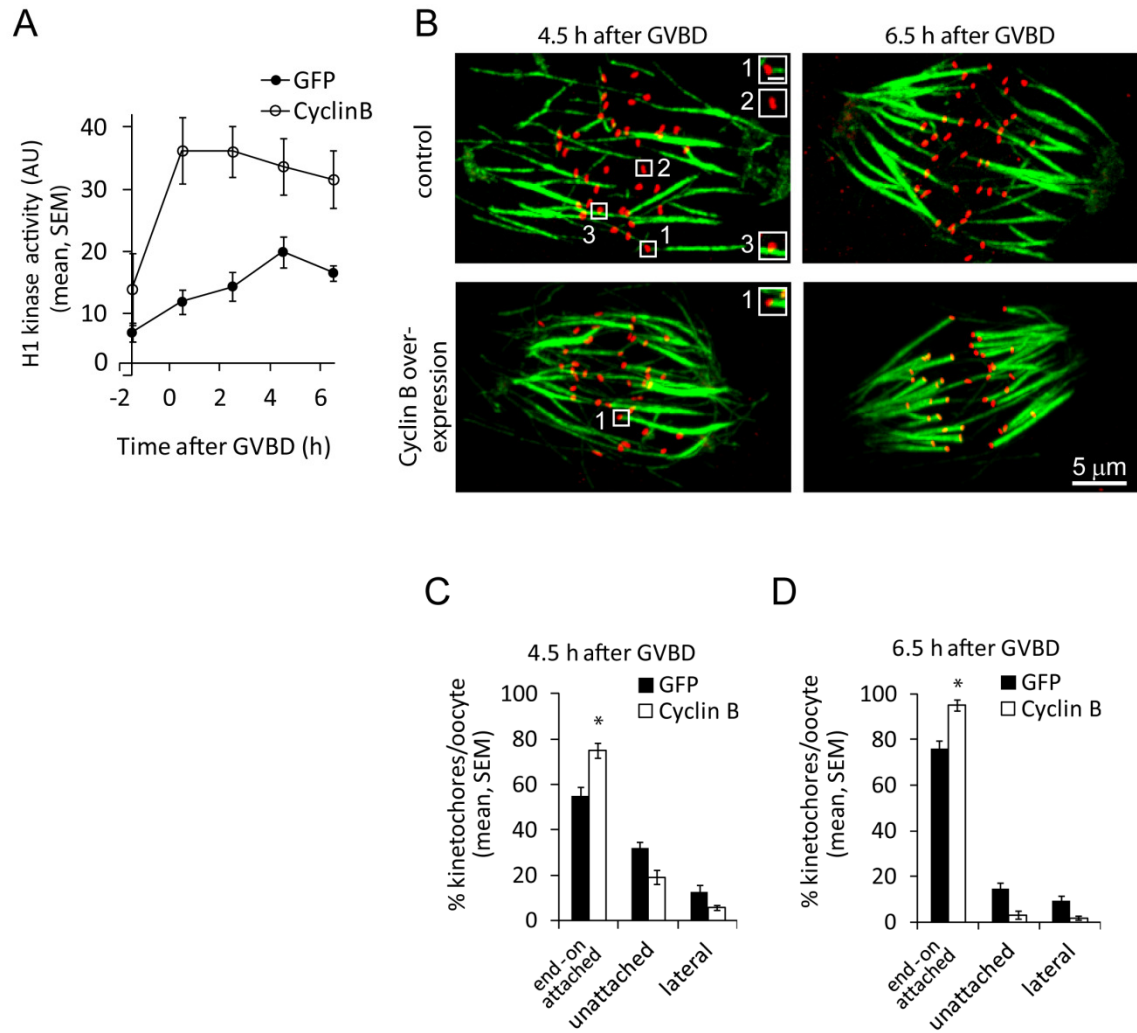 A
GFP
CyclinB
H1 kinase activity (AU)
(mean, SEM)
40
30
20
10
0
-2 0 2 4 6
Time after GVBD (h)
B
4.5 h after GVBD
6.5 h after GVBD
control
1
2
2
3
1
3
Cyclin B over-
expression
1
1
5 μm
C
4.5 h after GVBD
GFP
Cyclin B
% kinetochores/oocyte
(mean, SEM)
100
80
60
40
20
0
*
end-on
attached
unattached
lateral
D
6.5 h after GVBD
GFP
Cyclin B
% kinetochores/oocyte
(mean, SEM)
100
80
60
40
20
0
*
end-on
attached
unattached
lateral